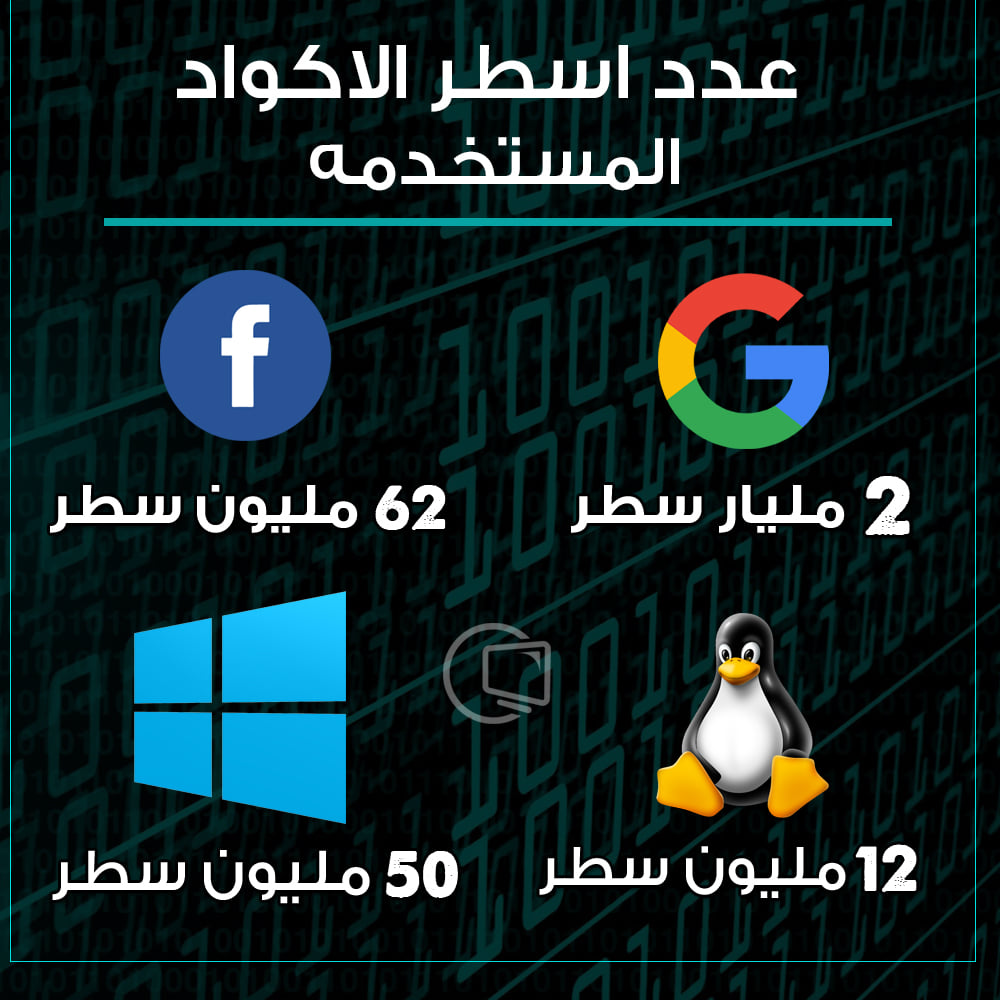 عدد اسطر الاكواد
المستخدمه
2 مليار سطر
62 مليون سطر
12 مليون سطر
50 مليون سطر